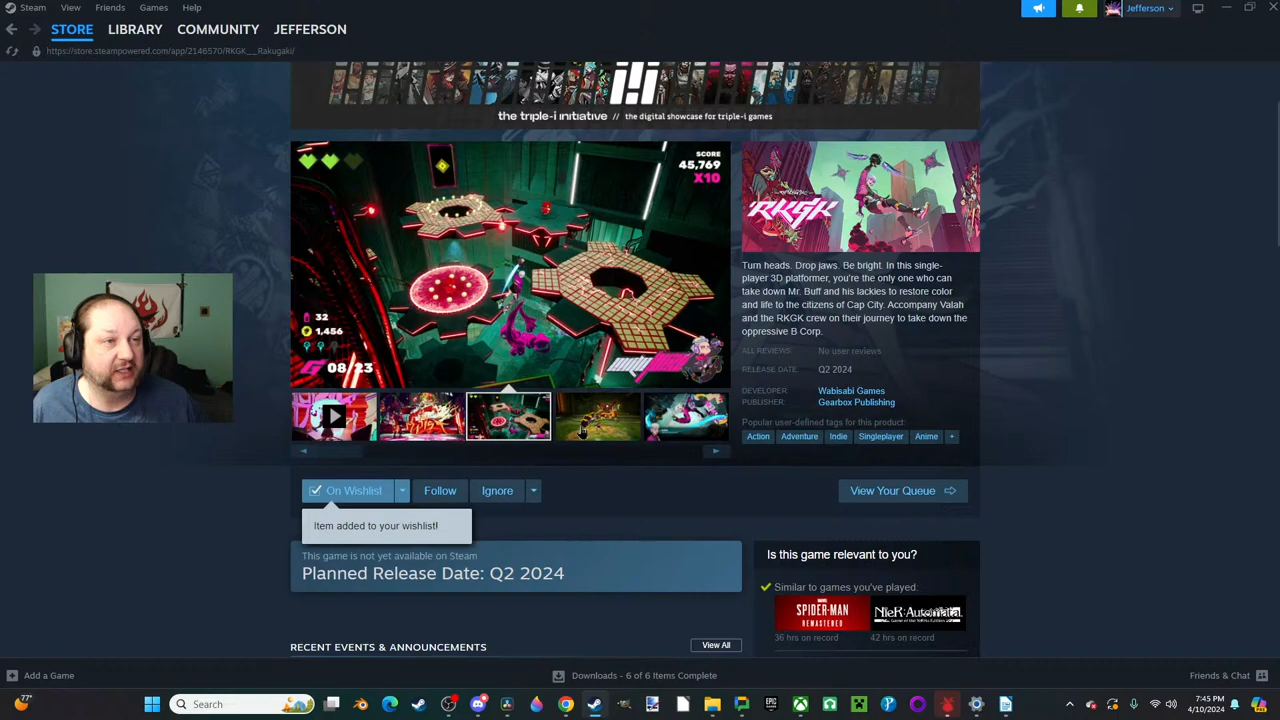 Steam View Friends Games Help
Jefferson
STORE LIBRARY COMMUNITY JEFFERSON
https://store.steampowered.com/app/2146570/RKGK__Rakugaki/
the triple-i initiative // the digital showcase for triple-i games
SCORE
45,769
X10
32
1,456
08:23
RKGK
Turn heads. Drop jaws. Be bright. In this single-
player 3D platformer, you're the only one who can
take down Mr. Buff and his lackies to restore color
and life to the citizens of Cap City. Accompany Valah
and the RKGK crew on their journey to take down the
oppressive B Corp.
ALL REVIEWS: No user reviews
RELEASE DATE: Q2 2024
DEVELOPER: Wabisabi Games
PUBLISHER: Gearbox Publishing
Popular user-defined tags for this product:
Action Adventure Indie Singleplayer Anime +
On Wishlist Follow Ignore View Your Queue
Item added to your wishlist!
This game is not yet available on Steam
Planned Release Date: Q2 2024
Is this game relevant to you?
Similar to games you've played:
MARVEL SPIDER-MAN REMASTERED
NieR:Automata
36 hrs on record 42 hrs on record
RECENT EVENTS & ANNOUNCEMENTS View All
Add a Game Downloads - 6 of 6 Items Complete Friends & Chat
77°
Search
EPIC GAMES
7:45 PM
4/10/2024